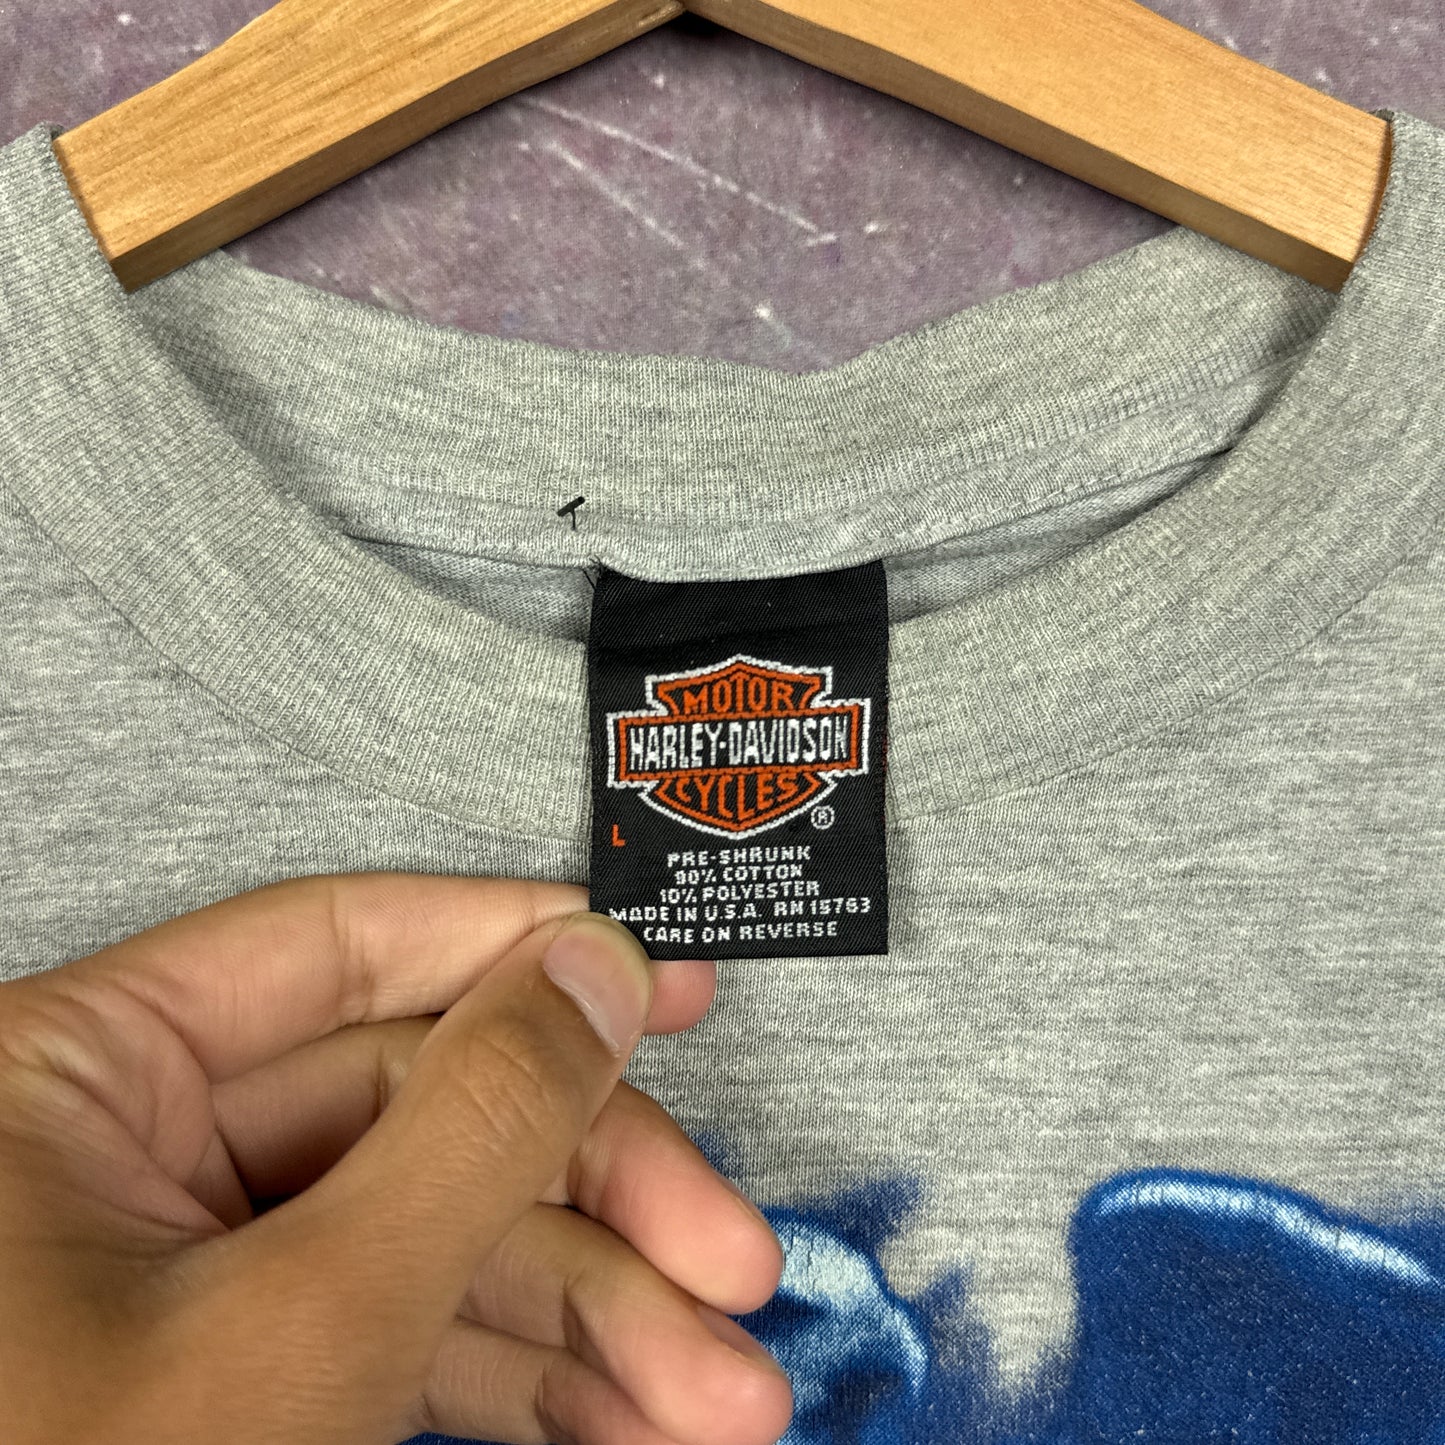 MOTOR
HARLEY-DAVIDSON
CYCLES
®
L
PRE-SHRUNK
90% COTTON
10% POLYESTER
MADE IN U.S.A. RN 15763
CARE ON REVERSE